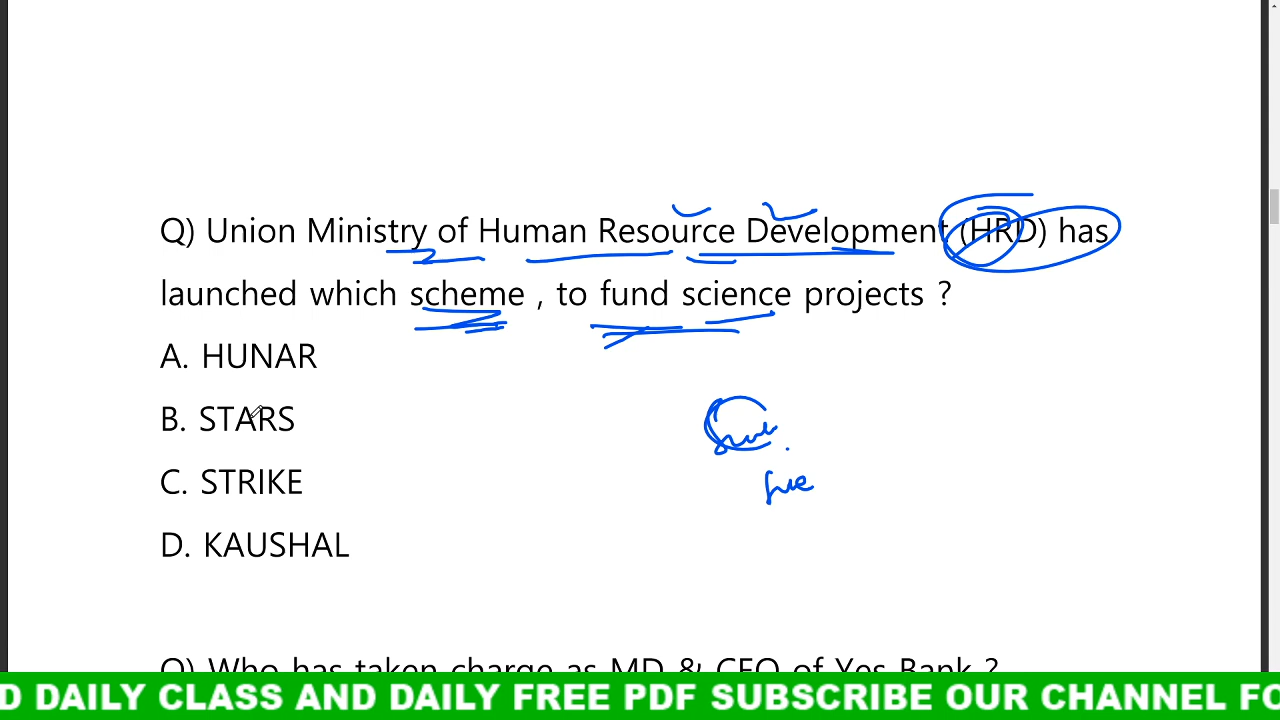 Q) Union Ministry of Human Resource Development (HRD) has
launched which scheme , to fund science projects ?
A. HUNAR
B. STARS
C. STRIKE
D. KAUSHAL
Q) Who has taken charge as MD & CEO of Yes Bank ?
D DAILY CLASS AND DAILY FREE PDF SUBSCRIBE OUR CHANNEL FO